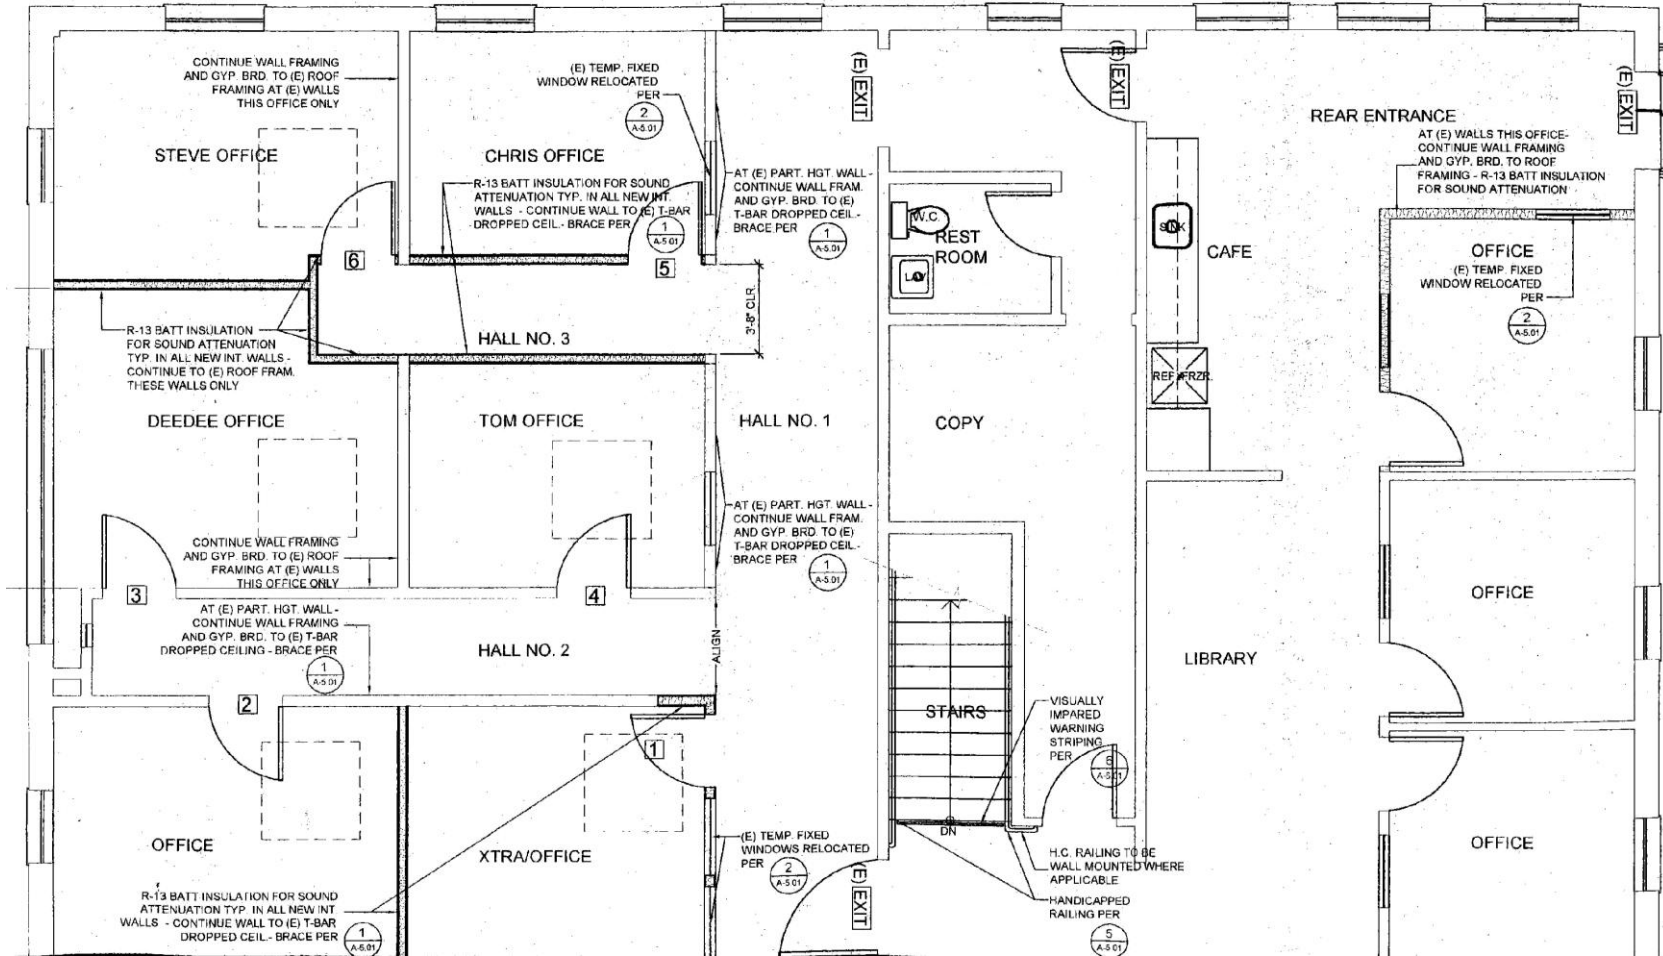 CONTINUE WALL FRAMING
AND GYP. BRD. TO (E) ROOF
FRAMING AT (E) WALLS
THIS OFFICE ONLY
STEVE OFFICE
(E) TEMP. FIXED
WINDOW RELOCATED
PER
2
A-5.01
CHRIS OFFICE
R-13 BATT INSULATION FOR SOUND
ATTENUATION TYP. IN ALL NEW INT.
WALLS - CONTINUE WALL TO (E) T-BAR
DROPPED CEIL.- BRACE PER
1
A-5.01
6
5
AT (E) PART. HGT. WALL -
CONTINUE WALL FRAM.
AND GYP. BRD. TO (E)
T-BAR DROPPED CEIL.-
BRACE PER
1
A-5.01
(E) EXIT
(E) EXIT
(E) EXIT
REAR ENTRANCE
AT (E) WALLS THIS OFFICE-
CONTINUE WALL FRAMING
AND GYP. BRD. TO ROOF
FRAMING - R-13 BATT INSULATION
FOR SOUND ATTENUATION
W.C.
REST
ROOM
LAV
SINK
CAFE
OFFICE
(E) TEMP. FIXED
WINDOW RELOCATED
PER
2
A-5.01
R-13 BATT INSULATION
FOR SOUND ATTENUATION
TYP. IN ALL NEW INT. WALLS -
CONTINUE TO (E) ROOF FRAM.
THESE WALLS ONLY
HALL NO. 3
3'-8" CLR.
REF./FRZR.
DEEDEE OFFICE
TOM OFFICE
HALL NO. 1
COPY
CONTINUE WALL FRAMING
AND GYP. BRD. TO (E) ROOF
FRAMING AT (E) WALLS
THIS OFFICE ONLY
AT (E) PART. HGT. WALL -
CONTINUE WALL FRAM.
AND GYP. BRD. TO (E)
T-BAR DROPPED CEIL.-
BRACE PER
1
A-5.01
3
4
AT (E) PART. HGT. WALL -
CONTINUE WALL FRAMING
AND GYP. BRD. TO (E) T-BAR
DROPPED CEILING - BRACE PER
1
A-5.01
HALL NO. 2
ALIGN
OFFICE
LIBRARY
2
1
STAIRS
DN
VISUALLY
IMPARED
WARNING
STRIPING
PER
6
A-5.01
OFFICE
XTRA/OFFICE
(E) TEMP. FIXED
WINDOWS RELOCATED
PER
2
A-5.01
(E) EXIT
H.C. RAILING TO BE
WALL MOUNTED WHERE
APPLICABLE
HANDICAPPED
RAILING PER
5
A-5.01
OFFICE
R-13 BATT INSULATION FOR SOUND
ATTENUATION TYP. IN ALL NEW INT.
WALLS - CONTINUE WALL TO (E) T-BAR
DROPPED CEIL.- BRACE PER
1
A-5.01